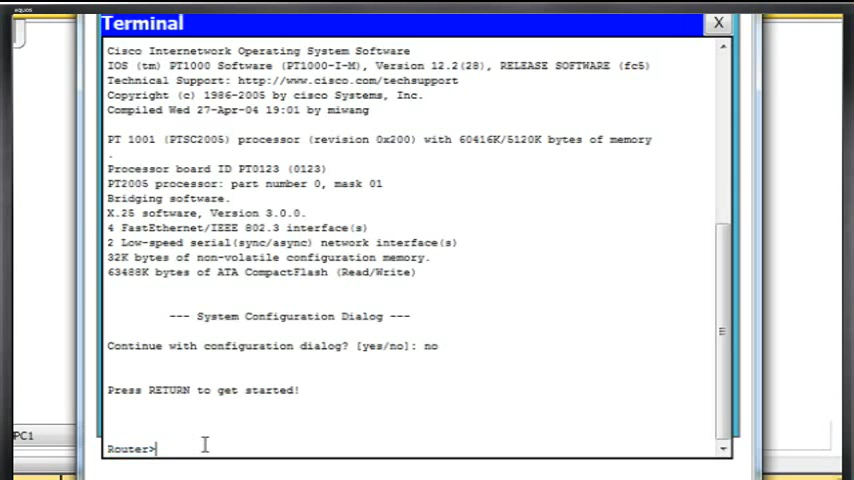 equos
Terminal
X
Cisco Internetwork Operating System Software
IOS (tm) PT1000 Software (PT1000-I-M), Version 12.2(28), RELEASE SOFTWARE (fc5)
Technical Support: http://www.cisco.com/techsupport
Copyright (c) 1986-2005 by cisco Systems, Inc.
Compiled Wed 27-Apr-04 19:01 by miwang
PT 1001 (PTSC2005) processor (revision 0x200) with 60416K/5120K bytes of memory
.
Processor board ID PT0123 (0123)
PT2005 processor: part number 0, mask 01
Bridging software.
X.25 software, Version 3.0.0.
4 FastEthernet/IEEE 802.3 interface(s)
2 Low-speed serial(sync/async) network interface(s)
32K bytes of non-volatile configuration memory.
63488K bytes of ATA CompactFlash (Read/Write)
--- System Configuration Dialog ---
Continue with configuration dialog? [yes/no]: no
Press RETURN to get started!
PC1
Router>